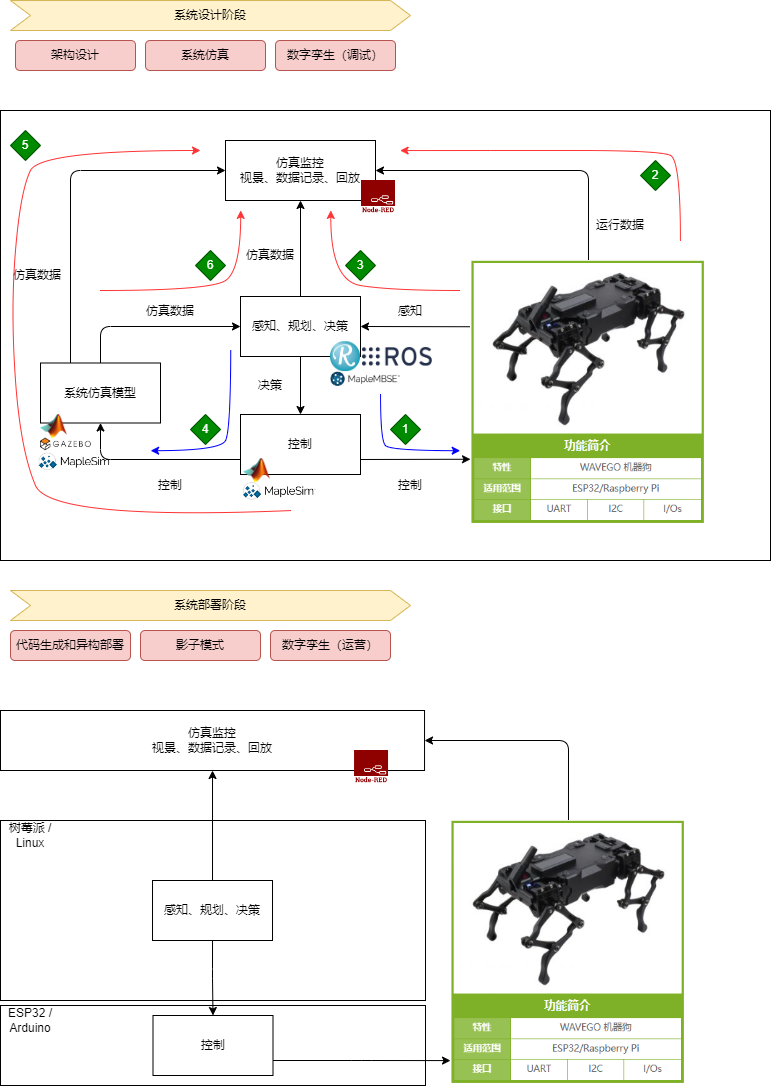 系统设计阶段
架构设计
系统仿真
数字孪生（调试）
5
仿真监控
视景、数据记录、回放
Node-RED
2
运行数据
仿真数据
6
仿真数据
3
仿真数据
感知、规划、决策
感知
R ROS
MapleMBSE™
系统仿真模型
GAZEBO
MapleSim
决策
4
1
控制
MapleSim
控制
控制
功能简介
特性 WAVEGO 机器狗
适用范围 ESP32/Raspberry Pi
接口 UART I2C I/Os
系统部署阶段
代码生成和异构部署
影子模式
数字孪生（运营）
仿真监控
视景、数据记录、回放
Node-RED
树莓派 /
Linux
感知、规划、决策
ESP32 /
Arduino
控制
功能简介
特性 WAVEGO 机器狗
适用范围 ESP32/Raspberry Pi
接口 UART I2C I/Os